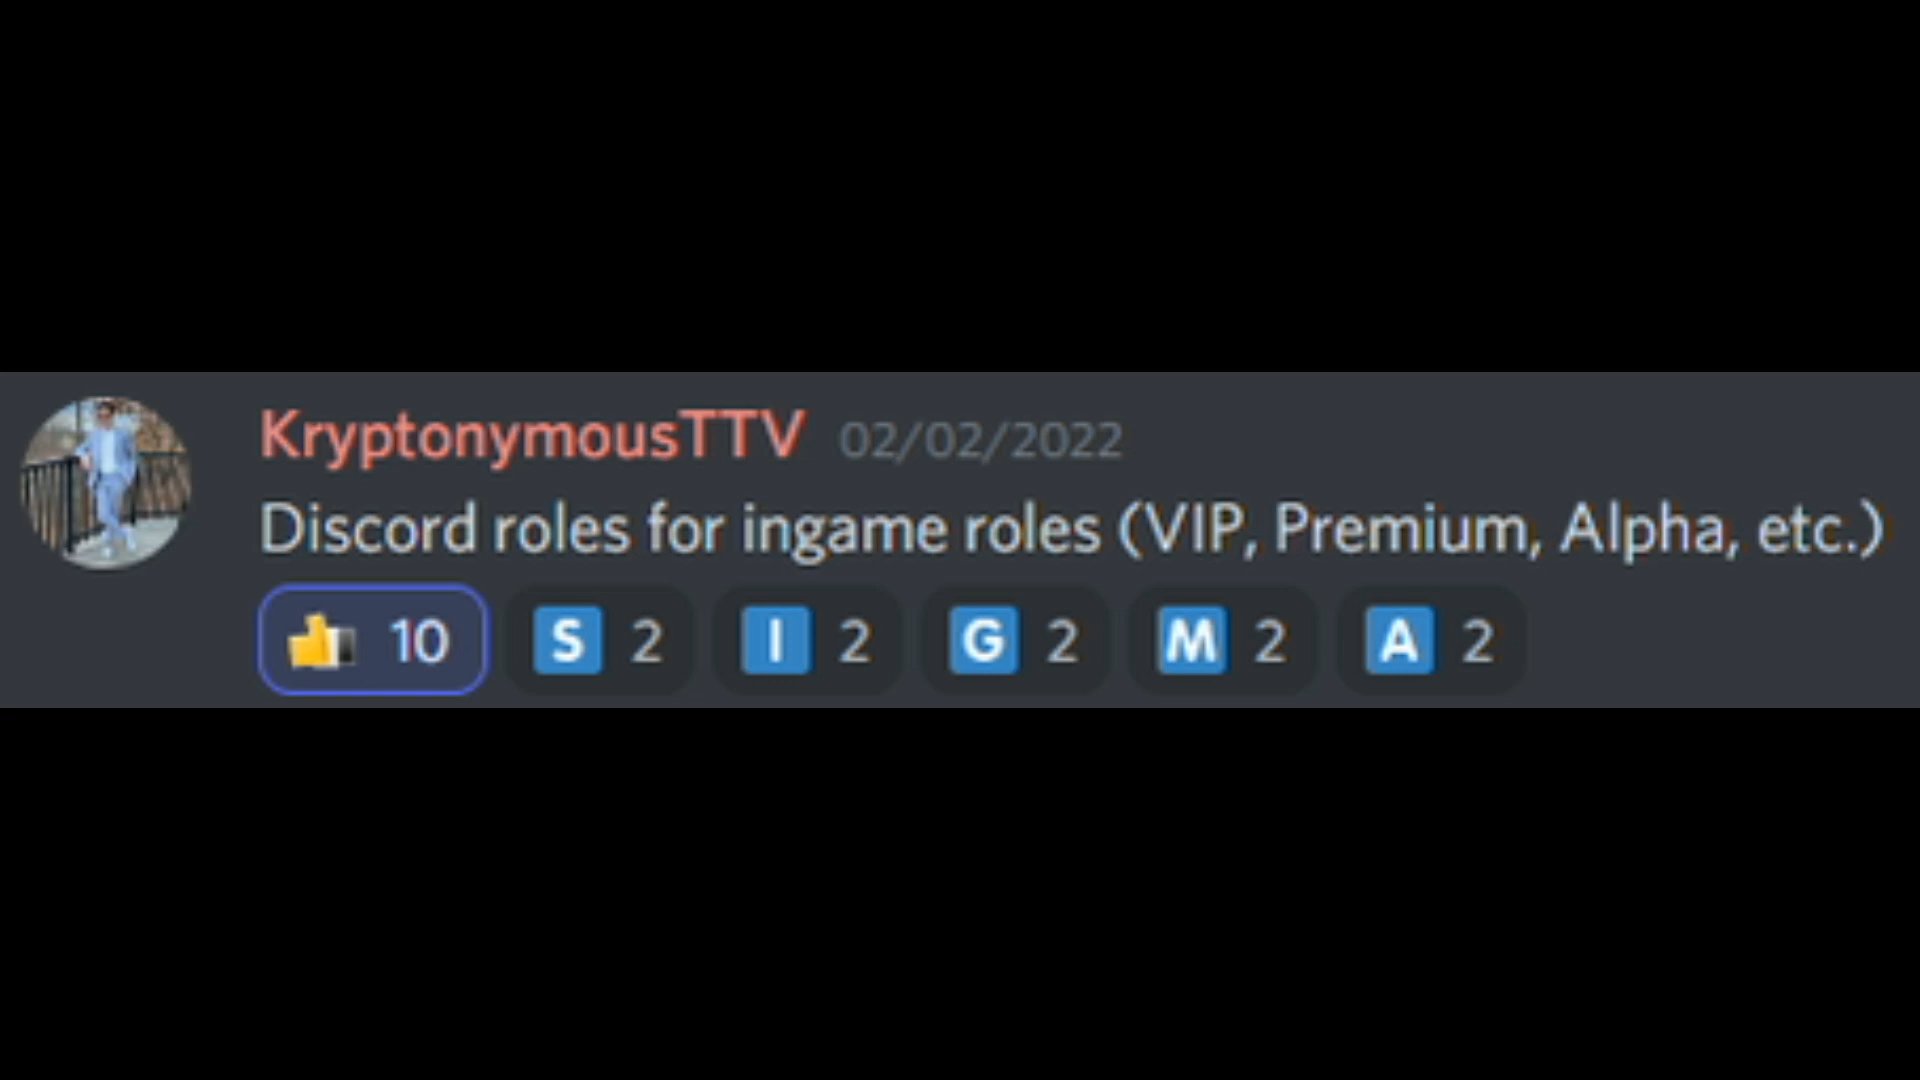 KryptonymousTTV 02/02/2022
Discord roles for ingame roles (VIP, Premium, Alpha, etc.)
10 S 2 I 2 G 2 M 2 A 2